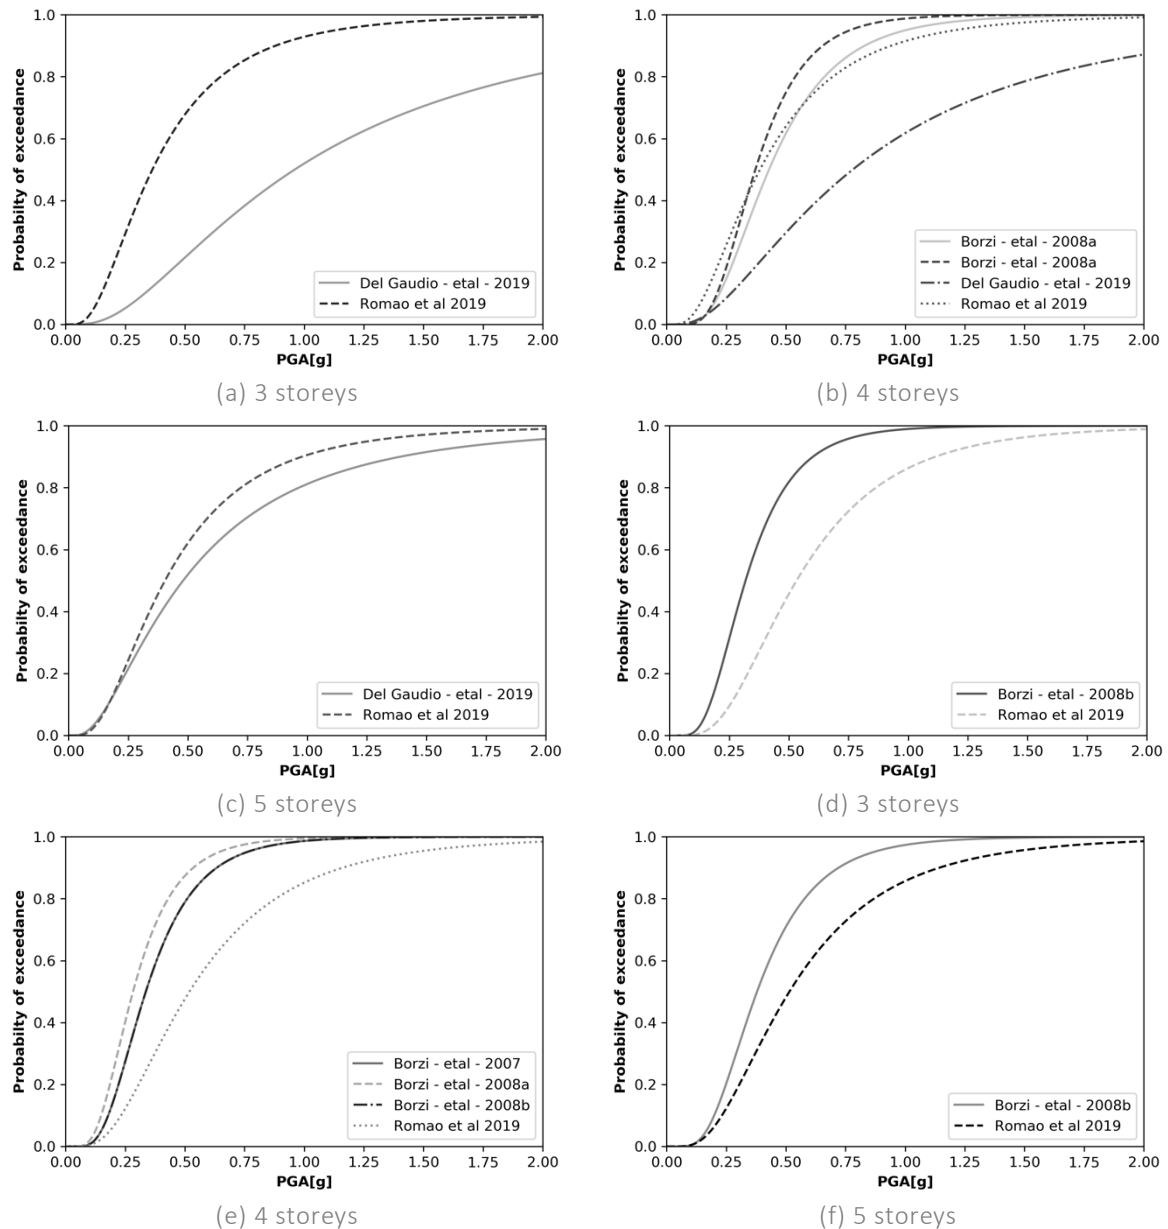 1.0
0.8
0.6
0.4
0.2
0.0
Probabilty of exceedance
Del Gaudio - etal - 2019
Romao et al 2019
0.00 0.25 0.50 0.75 1.00 1.25 1.50 1.75 2.00
PGA[g]
(a) 3 storeys
1.0
0.8
0.6
0.4
0.2
0.0
Probabilty of exceedance
Borzi - etal - 2008a
Borzi - etal - 2008a
Del Gaudio - etal - 2019
Romao et al 2019
0.00 0.25 0.50 0.75 1.00 1.25 1.50 1.75 2.00
PGA[g]
(b) 4 storeys
1.0
0.8
0.6
0.4
0.2
0.0
Probabilty of exceedance
Del Gaudio - etal - 2019
Romao et al 2019
0.00 0.25 0.50 0.75 1.00 1.25 1.50 1.75 2.00
PGA[g]
(c) 5 storeys
1.0
0.8
0.6
0.4
0.2
0.0
Probabilty of exceedance
Borzi - etal - 2008b
Romao et al 2019
0.00 0.25 0.50 0.75 1.00 1.25 1.50 1.75 2.00
PGA[g]
(d) 3 storeys
1.0
0.8
0.6
0.4
0.2
0.0
Probabilty of exceedance
Borzi - etal - 2007
Borzi - etal - 2008a
Borzi - etal - 2008b
Romao et al 2019
0.00 0.25 0.50 0.75 1.00 1.25 1.50 1.75 2.00
PGA[g]
(e) 4 storeys
1.0
0.8
0.6
0.4
0.2
0.0
Probabilty of exceedance
Borzi - etal - 2008b
Romao et al 2019
0.00 0.25 0.50 0.75 1.00 1.25 1.50 1.75 2.00
PGA[g]
(f) 5 storeys